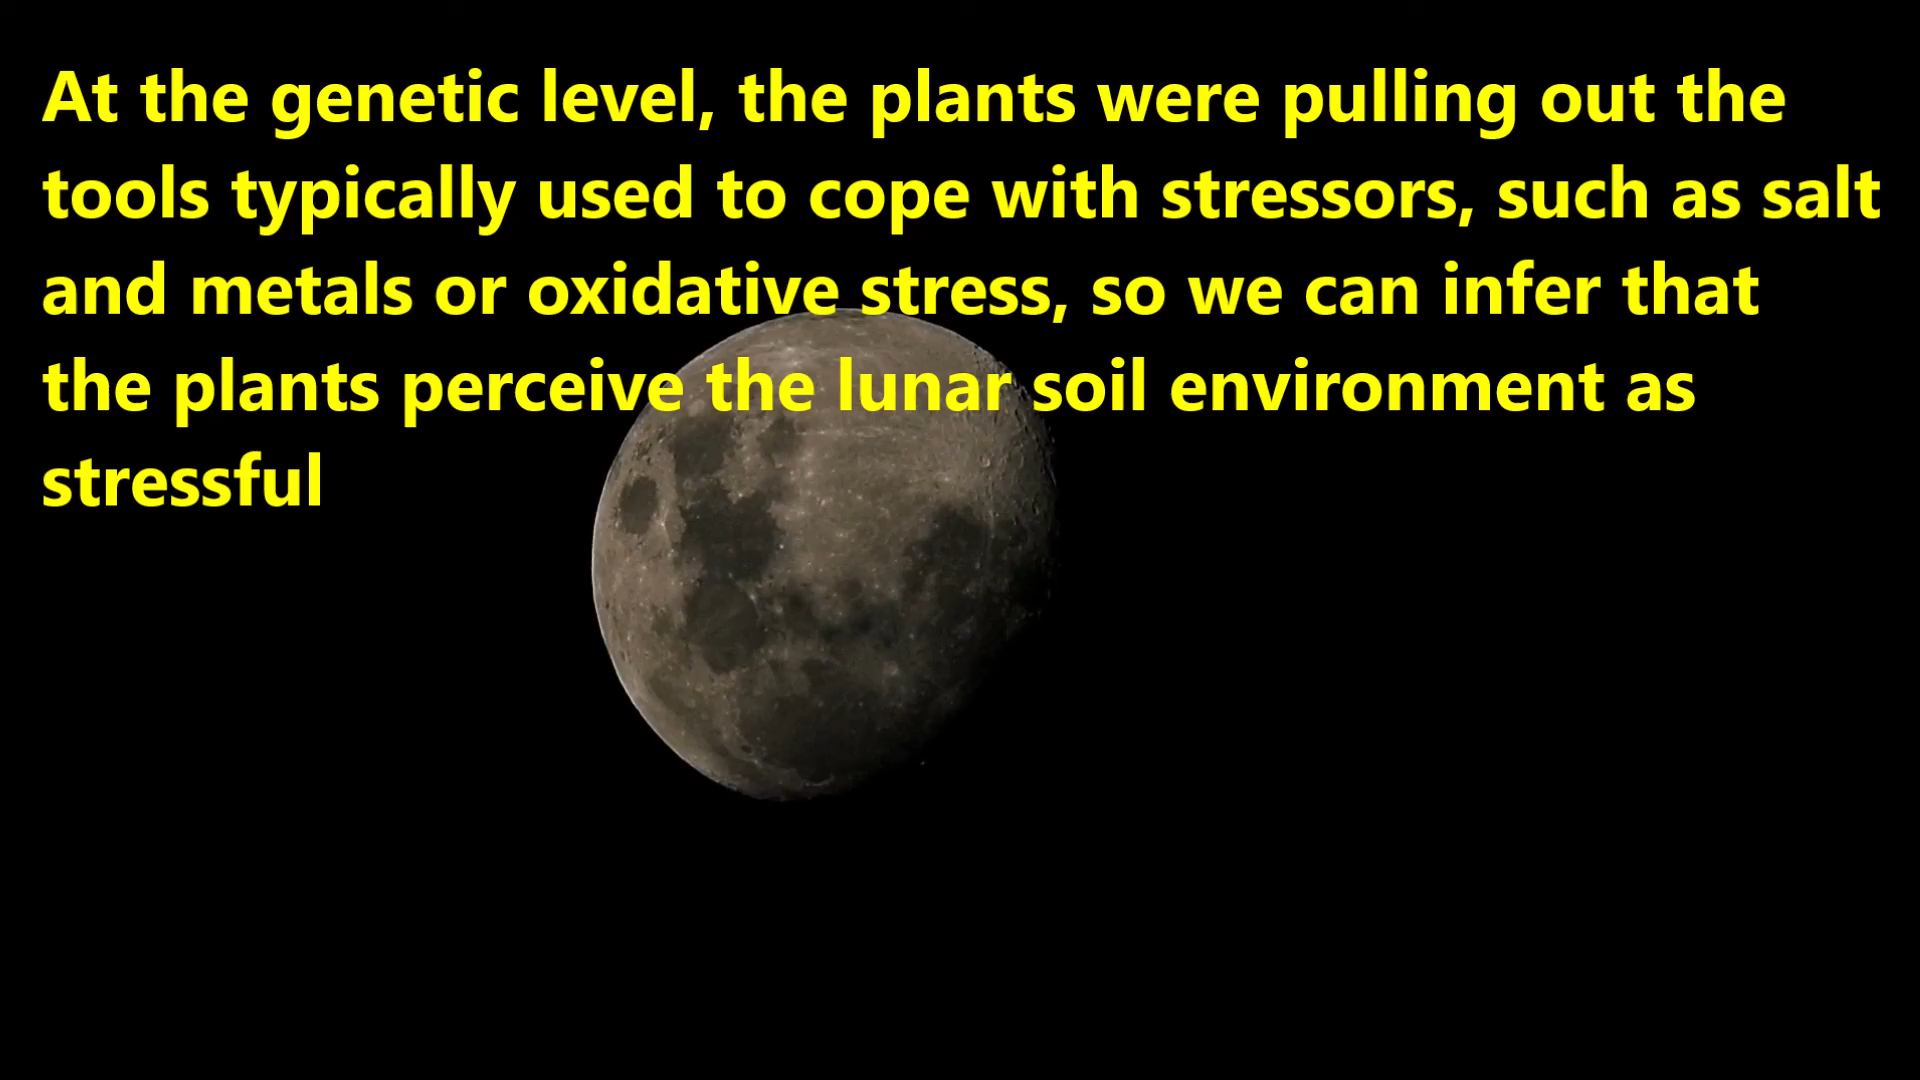 At the genetic level, the plants were pulling out the
tools typically used to cope with stressors, such as salt
and metals or oxidative stress, so we can infer that
the plants perceive the lunar soil environment as
stressful